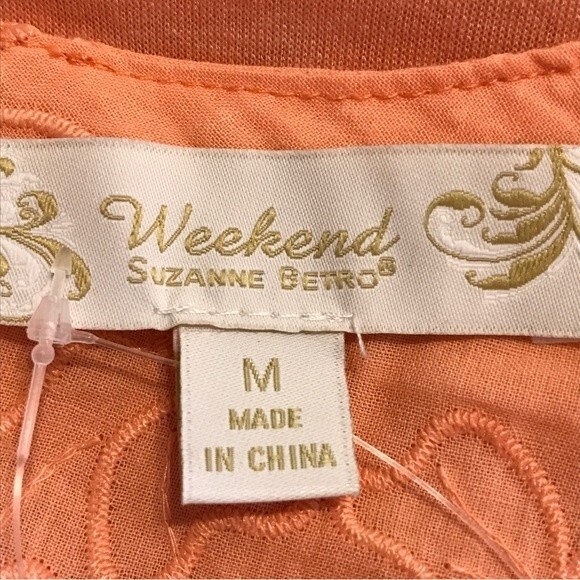 Weekend
SUZANNE BETRO®
M
MADE
IN CHINA